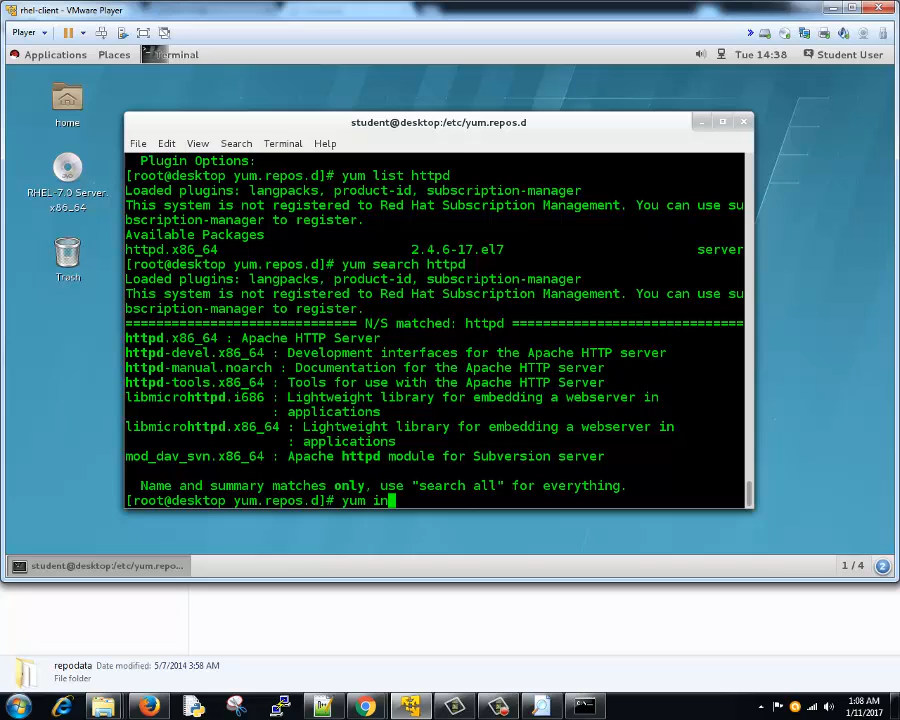 rhel-client - VMware Player
Player
Applications Places Terminal Tue 14:38 Student User
home
RHEL-7.0 Server.
x86_64
Trash
student@desktop:/etc/yum.repos.d
File Edit View Search Terminal Help
Plugin Options:
[root@desktop yum.repos.d]# yum list httpd
Loaded plugins: langpacks, product-id, subscription-manager
This system is not registered to Red Hat Subscription Management. You can use su
bscription-manager to register.
Available Packages
httpd.x86_64 2.4.6-17.el7 server
[root@desktop yum.repos.d]# yum search httpd
Loaded plugins: langpacks, product-id, subscription-manager
This system is not registered to Red Hat Subscription Management. You can use su
bscription-manager to register.
============================== N/S matched: httpd ==============================
httpd.x86_64 : Apache HTTP Server
httpd-devel.x86_64 : Development interfaces for the Apache HTTP server
httpd-manual.noarch : Documentation for the Apache HTTP server
httpd-tools.x86_64 : Tools for use with the Apache HTTP Server
libmicrohttpd.i686 : Lightweight library for embedding a webserver in
: applications
libmicrohttpd.x86_64 : Lightweight library for embedding a webserver in
: applications
mod_dav_svn.x86_64 : Apache httpd module for Subversion server
Name and summary matches only, use "search all" for everything.
[root@desktop yum.repos.d]# yum in
student@desktop:/etc/yum.repo... 1 / 4 2
repodata Date modified: 5/7/2014 3:58 AM
File folder
1:08 AM
1/11/2017